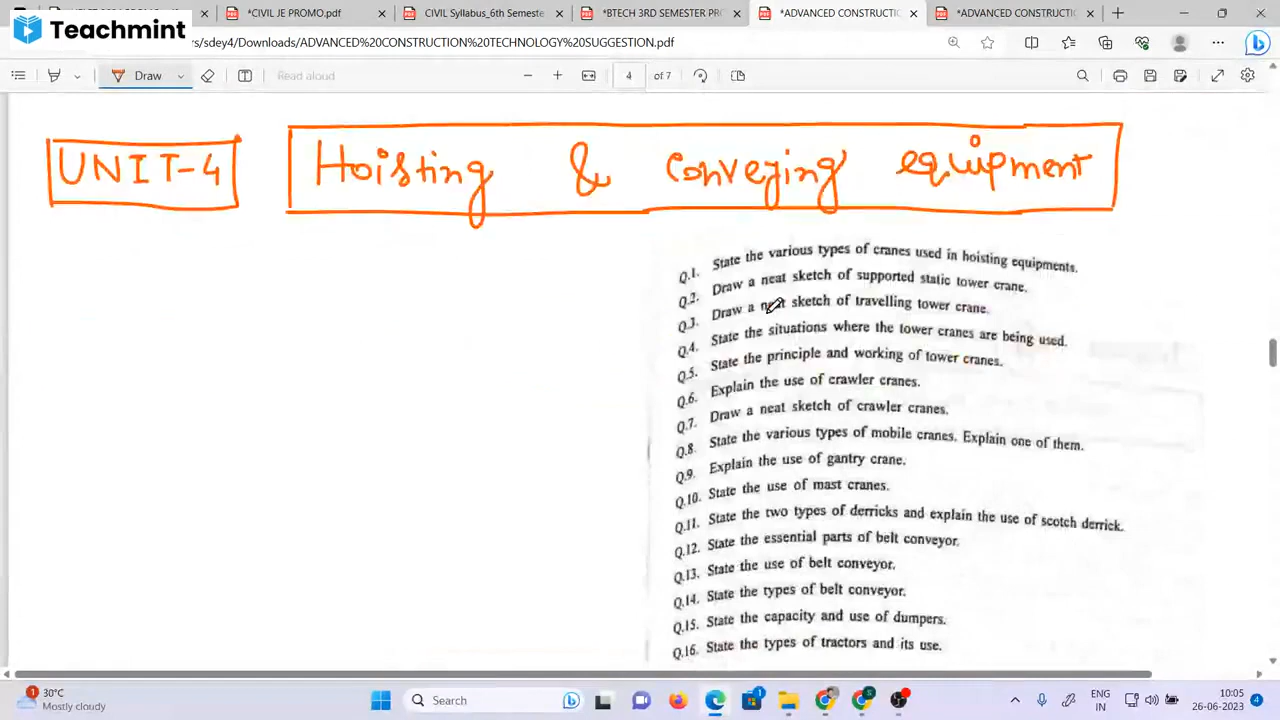 *CIVIL JE PROMO.pdf
CIVIL
SEM 6th SEM
*BTECH 3RD SEMESTER PRO
*ADVANCED CONSTRUCTIO
*ADVANCED CONSTRUCTIO
Teachmint
s/sdey4/Downloads/ADVANCED%20CONSTRUCTION%20TECHNOLOGY%20SUGGESTION.pdf
Draw
Read aloud
4
of 7
UNIT-4
Hoisting & conveying equipment
Q.1. State the various types of cranes used in hoisting equipments.
Q.2. Draw a neat sketch of supported static tower crane.
Q.3. Draw a neat sketch of travelling tower crane.
Q.4. State the situations where the tower cranes are being used.
Q.5. State the principle and working of tower cranes.
Q.6. Explain the use of crawler cranes.
Q.7. Draw a neat sketch of crawler cranes.
Q.8. State the various types of mobile cranes. Explain one of them.
Q.9. Explain the use of gantry crane.
Q.10. State the use of mast cranes.
Q.11. State the two types of derricks and explain the use of scotch derrick.
Q.12. State the essential parts of belt conveyor.
Q.13. State the use of belt conveyor.
Q.14. State the types of belt conveyor.
Q.15. State the capacity and use of dumpers.
Q.16. State the types of tractors and its use.
1
30°C
Mostly cloudy
Search
ENG
IN
10:05
26-06-2023
4